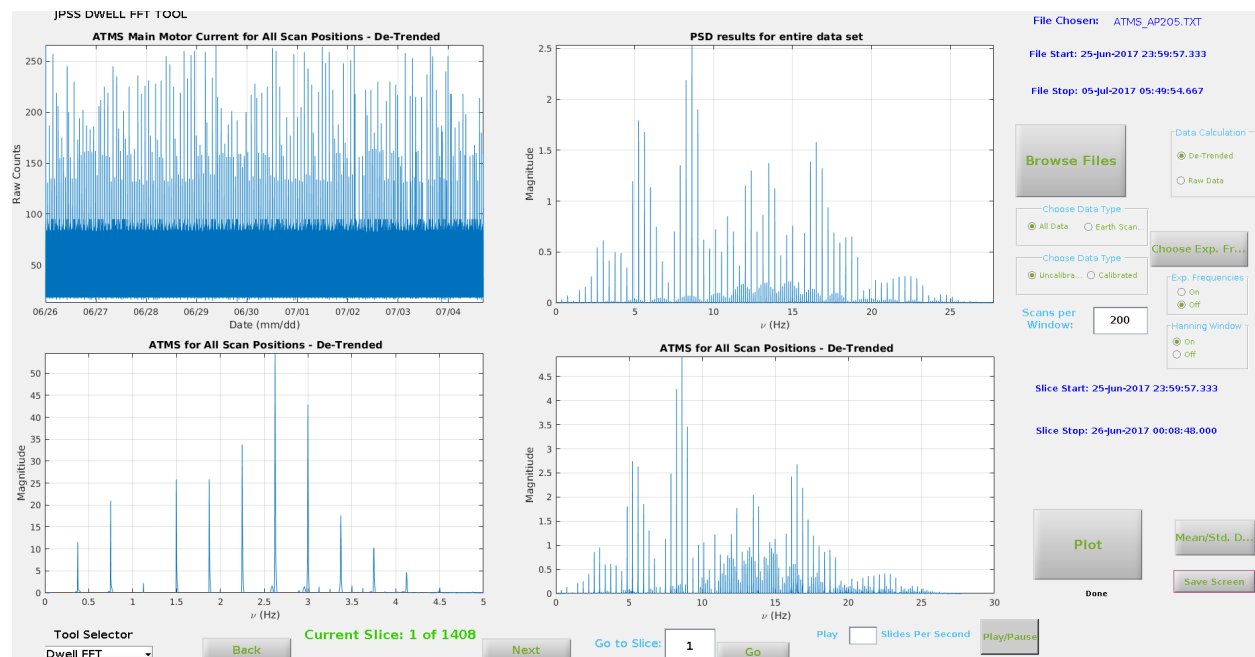 JPSS DWELL FFT TOOL
ATMS Main Motor Current for All Scan Positions - De-Trended
250
200
150
100
50
Raw Counts
06/26 06/27 06/28 06/29 06/30 07/01 07/02 07/03 07/04
Date (mm/dd)
PSD results for entire data set
2.5
2
1.5
1
0.5
0
Magnitude
0 5 10 15 20 25
ν (Hz)
ATMS for All Scan Positions - De-Trended
50
45
40
35
30
25
20
15
10
5
0
Magnitiude
0 0.5 1 1.5 2 2.5 3 3.5 4 4.5 5
ν (Hz)
ATMS for All Scan Positions - De-Trended
4.5
4
3.5
3
2.5
2
1.5
1
0.5
0
Magnitude
0 5 10 15 20 25 30
ν (Hz)
File Chosen: ATMS_AP205.TXT
File Start: 25-Jun-2017 23:59:57.333
File Stop: 05-Jul-2017 05:49:54.667
Browse Files
Data Calculation
De-Trended
Raw Data
Choose Data Type
All Data Earth Scan...
Choose Exp. Fr...
Choose Data Type
Uncalibra... Calibrated
Exp. Frequencies
On
Off
Scans per
Window:
200
Hanning Window
On
Off
Slice Start: 25-Jun-2017 23:59:57.333
Slice Stop: 26-Jun-2017 00:08:48.000
Plot
Done
Mean/Std. D...
Save Screen
Tool Selector
Dwell FFT
Back
Current Slice: 1 of 1408
Next
Go to Slice:
1
Go
Play
Slides Per Second
Play/Pause